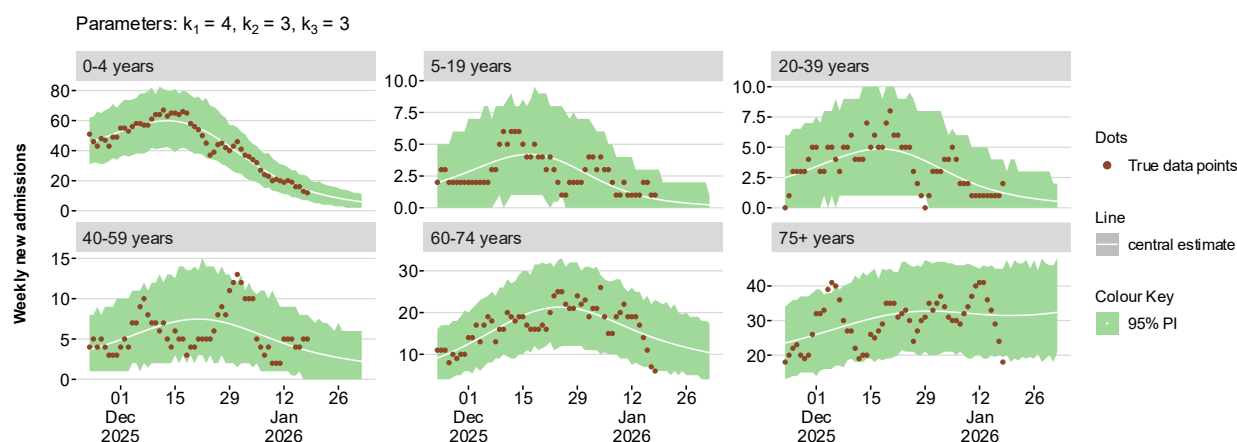 Parameters: k₁ = 4, k₂ = 3, k₃ = 3
0-4 years
5-19 years
20-39 years
80
60
40
20
0
10.0
7.5
5.0
2.5
0.0
10.0
7.5
5.0
2.5
0.0
40-59 years
60-74 years
75+ years
15
10
5
0
30
20
10
40
30
20
01 15 29 12 26
Dec Jan
2025 2026
01 15 29 12 26
Dec Jan
2025 2026
01 15 29 12 26
Dec Jan
2025 2026
Weekly new admissions
Dots
True data points
Line
central estimate
Colour Key
95% PI